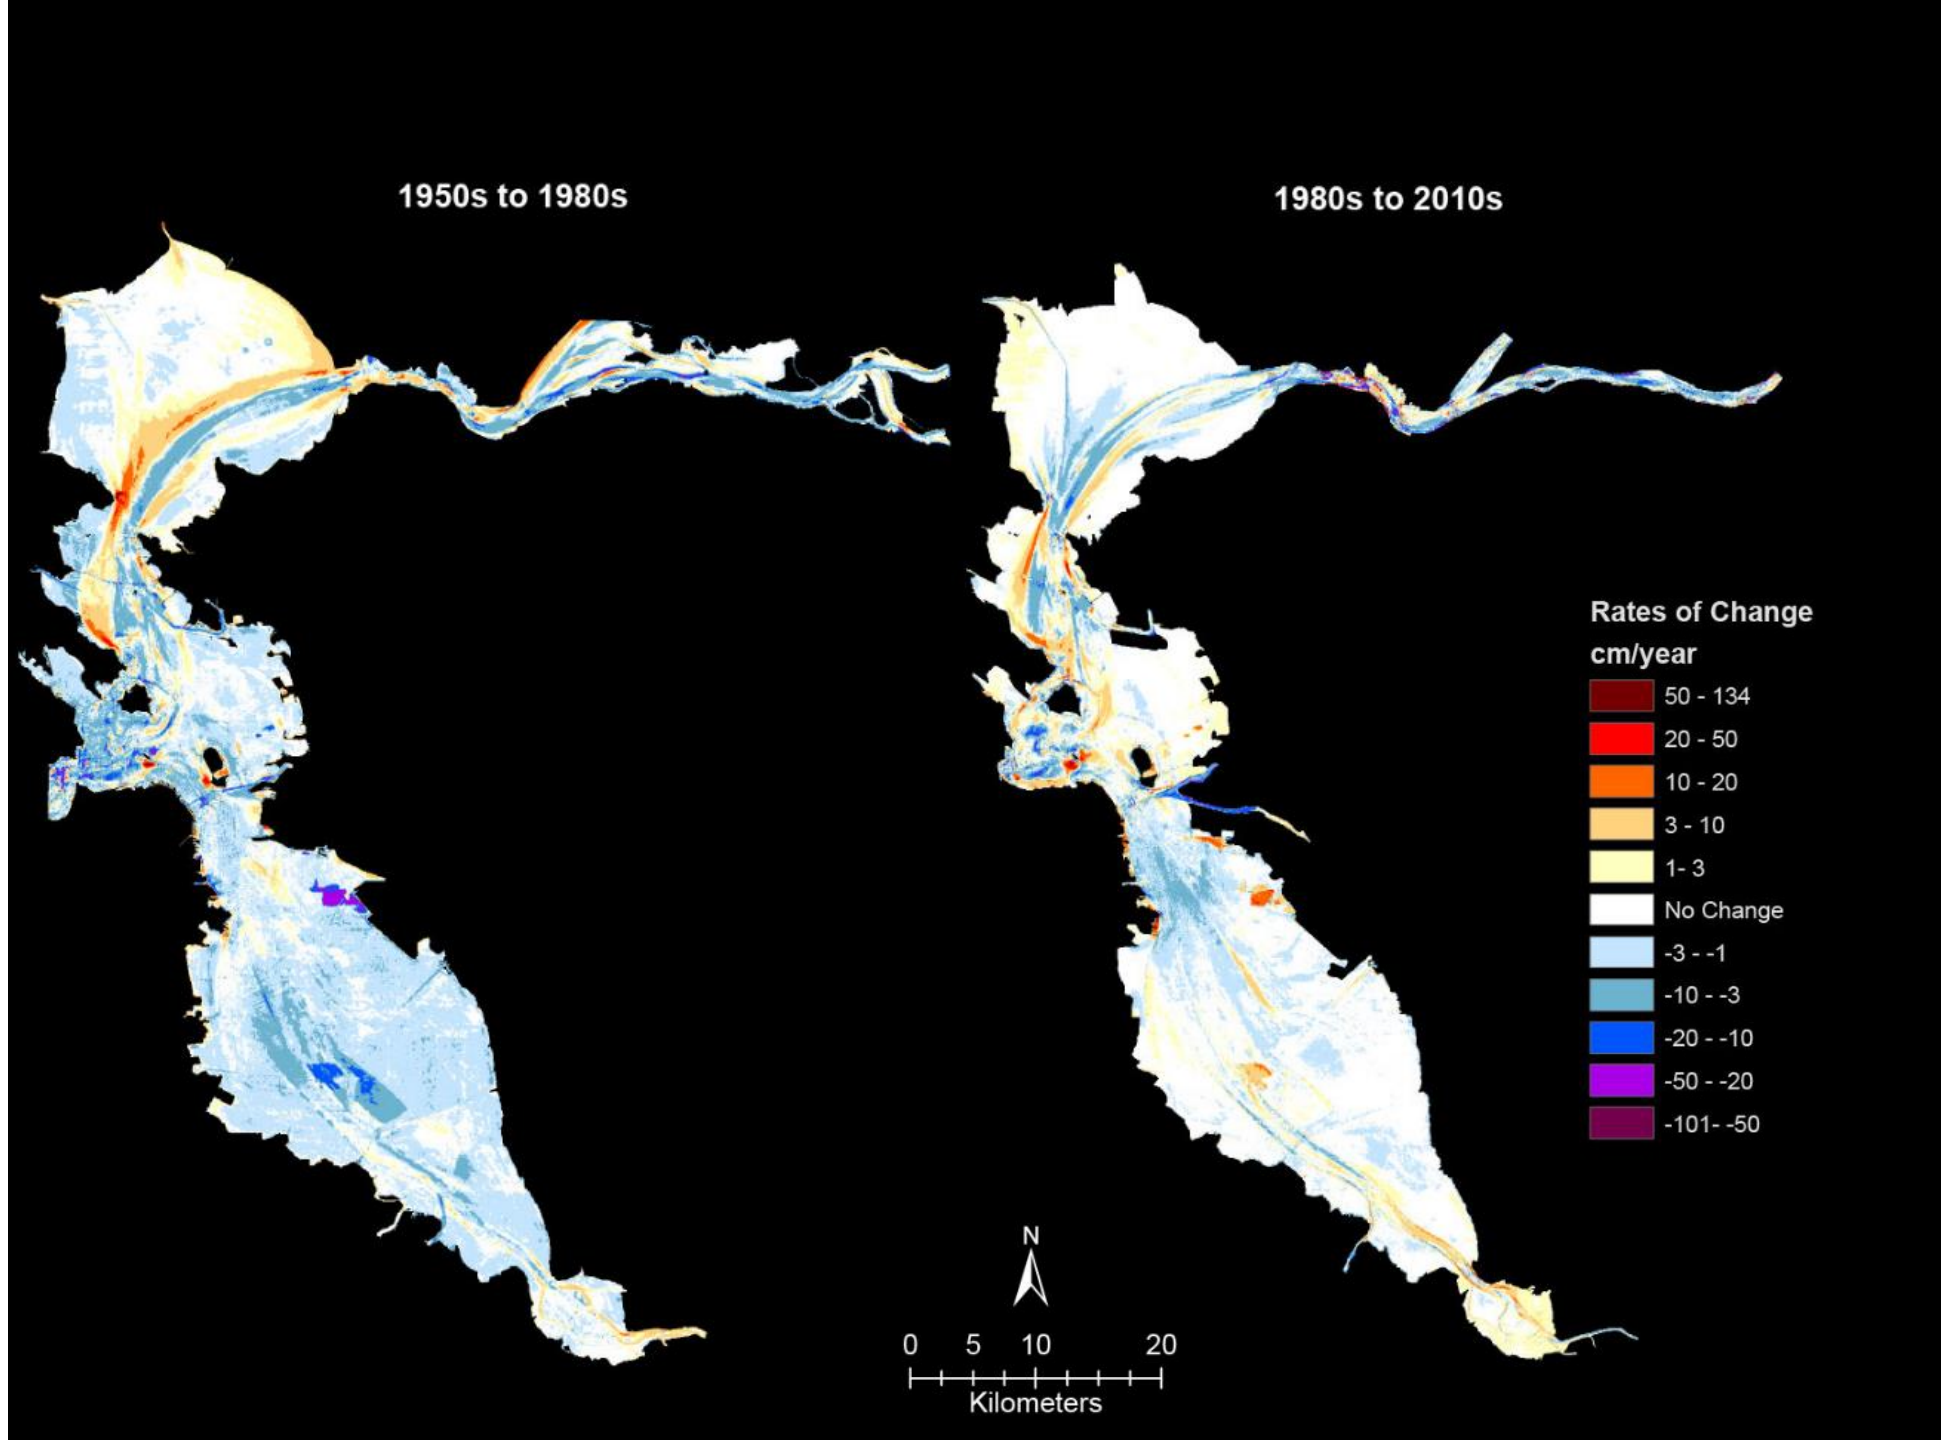 1950s to 1980s
1980s to 2010s
Rates of Change
cm/year
50 - 134
20 - 50
10 - 20
3 - 10
1- 3
No Change
-3 - -1
-10 - -3
-20 - -10
-50 - -20
-101- -50
N
0 5 10 20
Kilometers